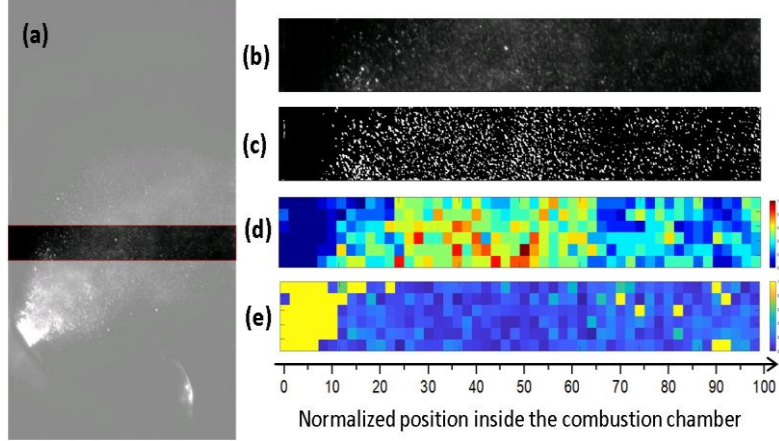 (a)
(b)
(c)
(d)
(e)
0 10 20 30 40 50 60 70 80 90 100
Normalized position inside the combustion chamber